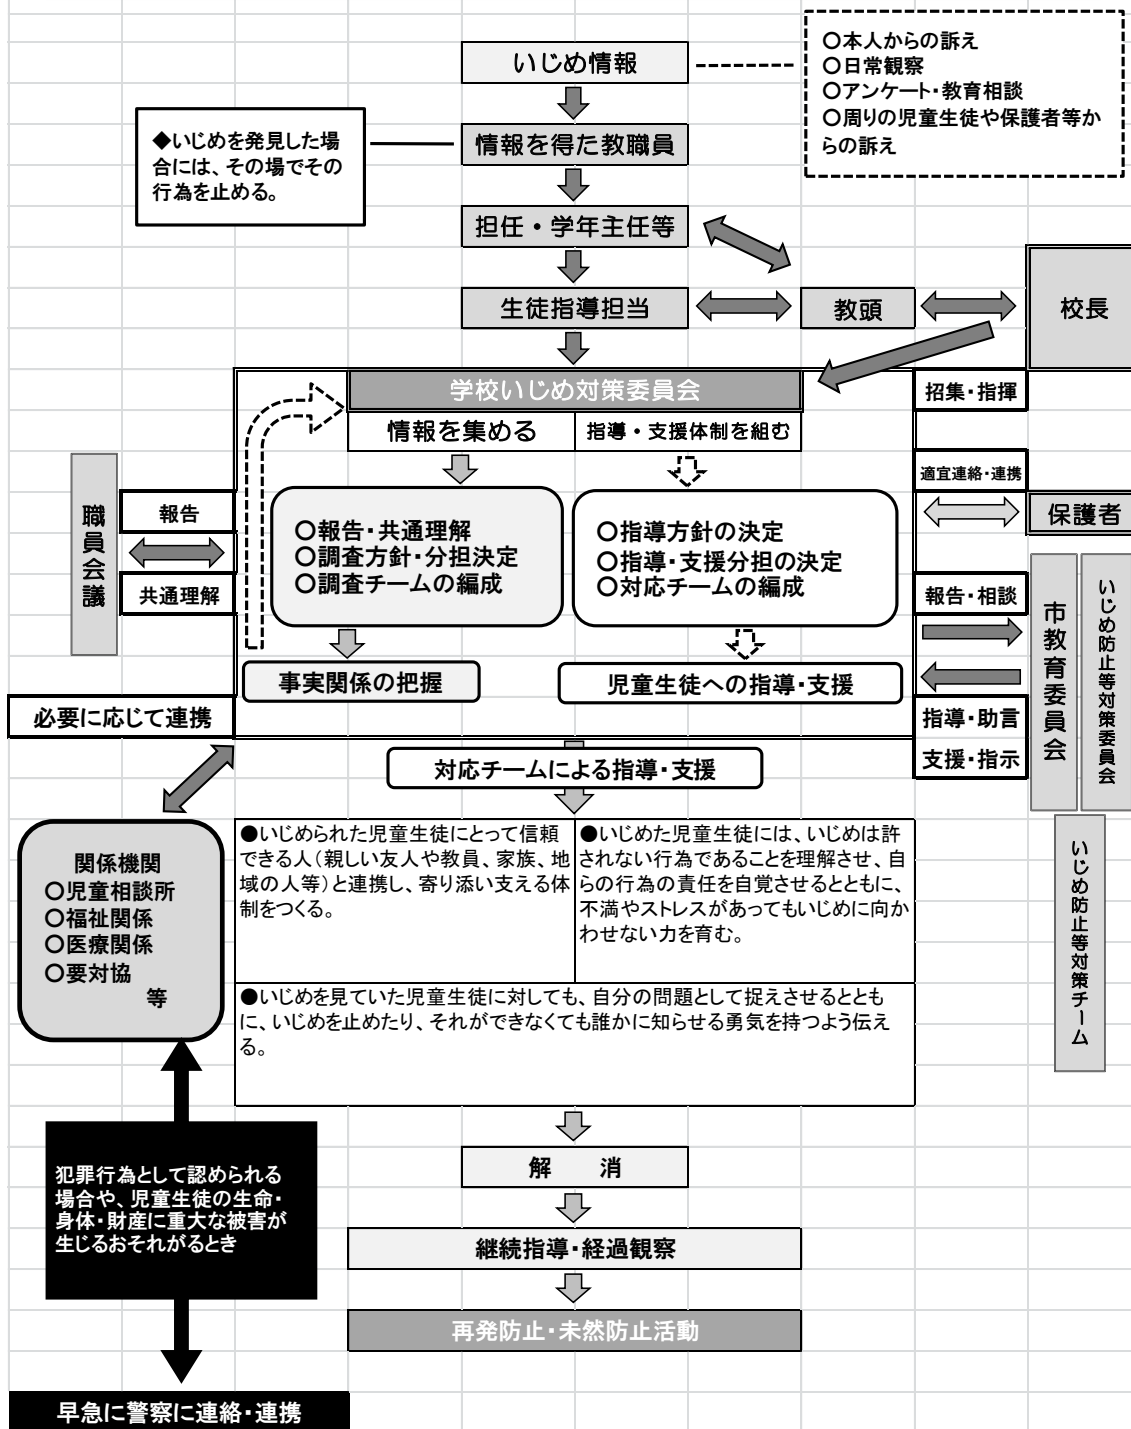 いじめ情報
○本人からの訴え
○日常観察
○アンケート・教育相談
○周りの児童生徒や保護者等か
らの訴え
◆いじめを発見した場
合には、その場でその
行為を止める。
情報を得た教職員
担任・学年主任等
生徒指導担当
教頭
校長
学校いじめ対策委員会
招集・指揮
情報を集める
指導・支援体制を組む
適宜連絡・連携
保護者
職員会議
報告
共通理解
○報告・共通理解
○調査方針・分担決定
○調査チームの編成
○指導方針の決定
○指導・支援分担の決定
○対応チームの編成
報告・相談
市教育委員会
いじめ防止等対策委員会
事実関係の把握
児童生徒への指導・支援
必要に応じて連携
指導・助言
支援・指示
対応チームによる指導・支援
関係機関
○児童相談所
○福祉関係
○医療関係
○要対協
等
●いじめられた児童生徒にとって信頼
できる人（親しい友人や教員、家族、地
域の人等）と連携し、寄り添い支える体
制をつくる。
●いじめた児童生徒には、いじめは許
されない行為であることを理解させ、自
らの行為の責任を自覚させるとともに、
不満やストレスがあってもいじめに向か
わせない力を育む。
いじめ防止等対策チーム
●いじめを見ていた児童生徒に対しても、自分の問題として捉えさせるととも
に、いじめを止めたり、それができなくても誰かに知らせる勇気を持つよう伝え
る。
犯罪行為として認められる
場合や、児童生徒の生命・
身体・財産に重大な被害が
生じるおそれがるとき
解　消
継続指導・経過観察
再発防止・未然防止活動
早急に警察に連絡・連携